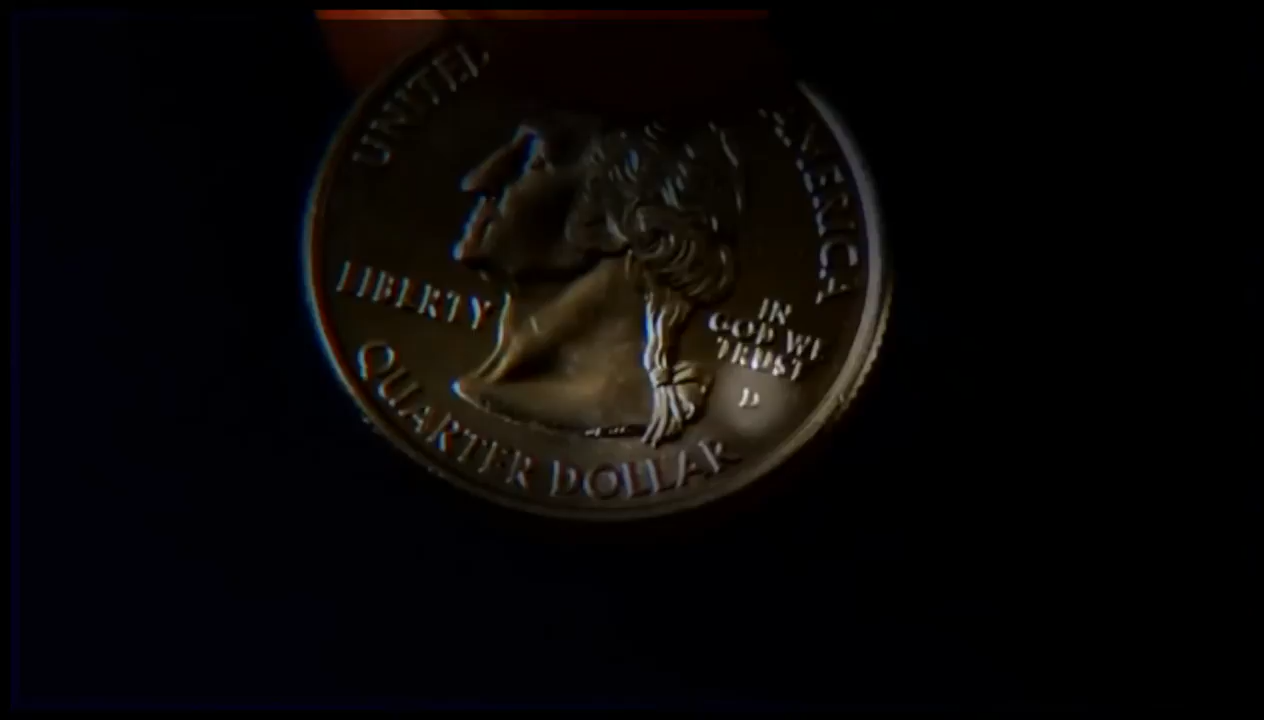 UNITED
AMERICA
LIBERTY
IN
GOD WE
TRUST
D
QUARTER DOLLAR